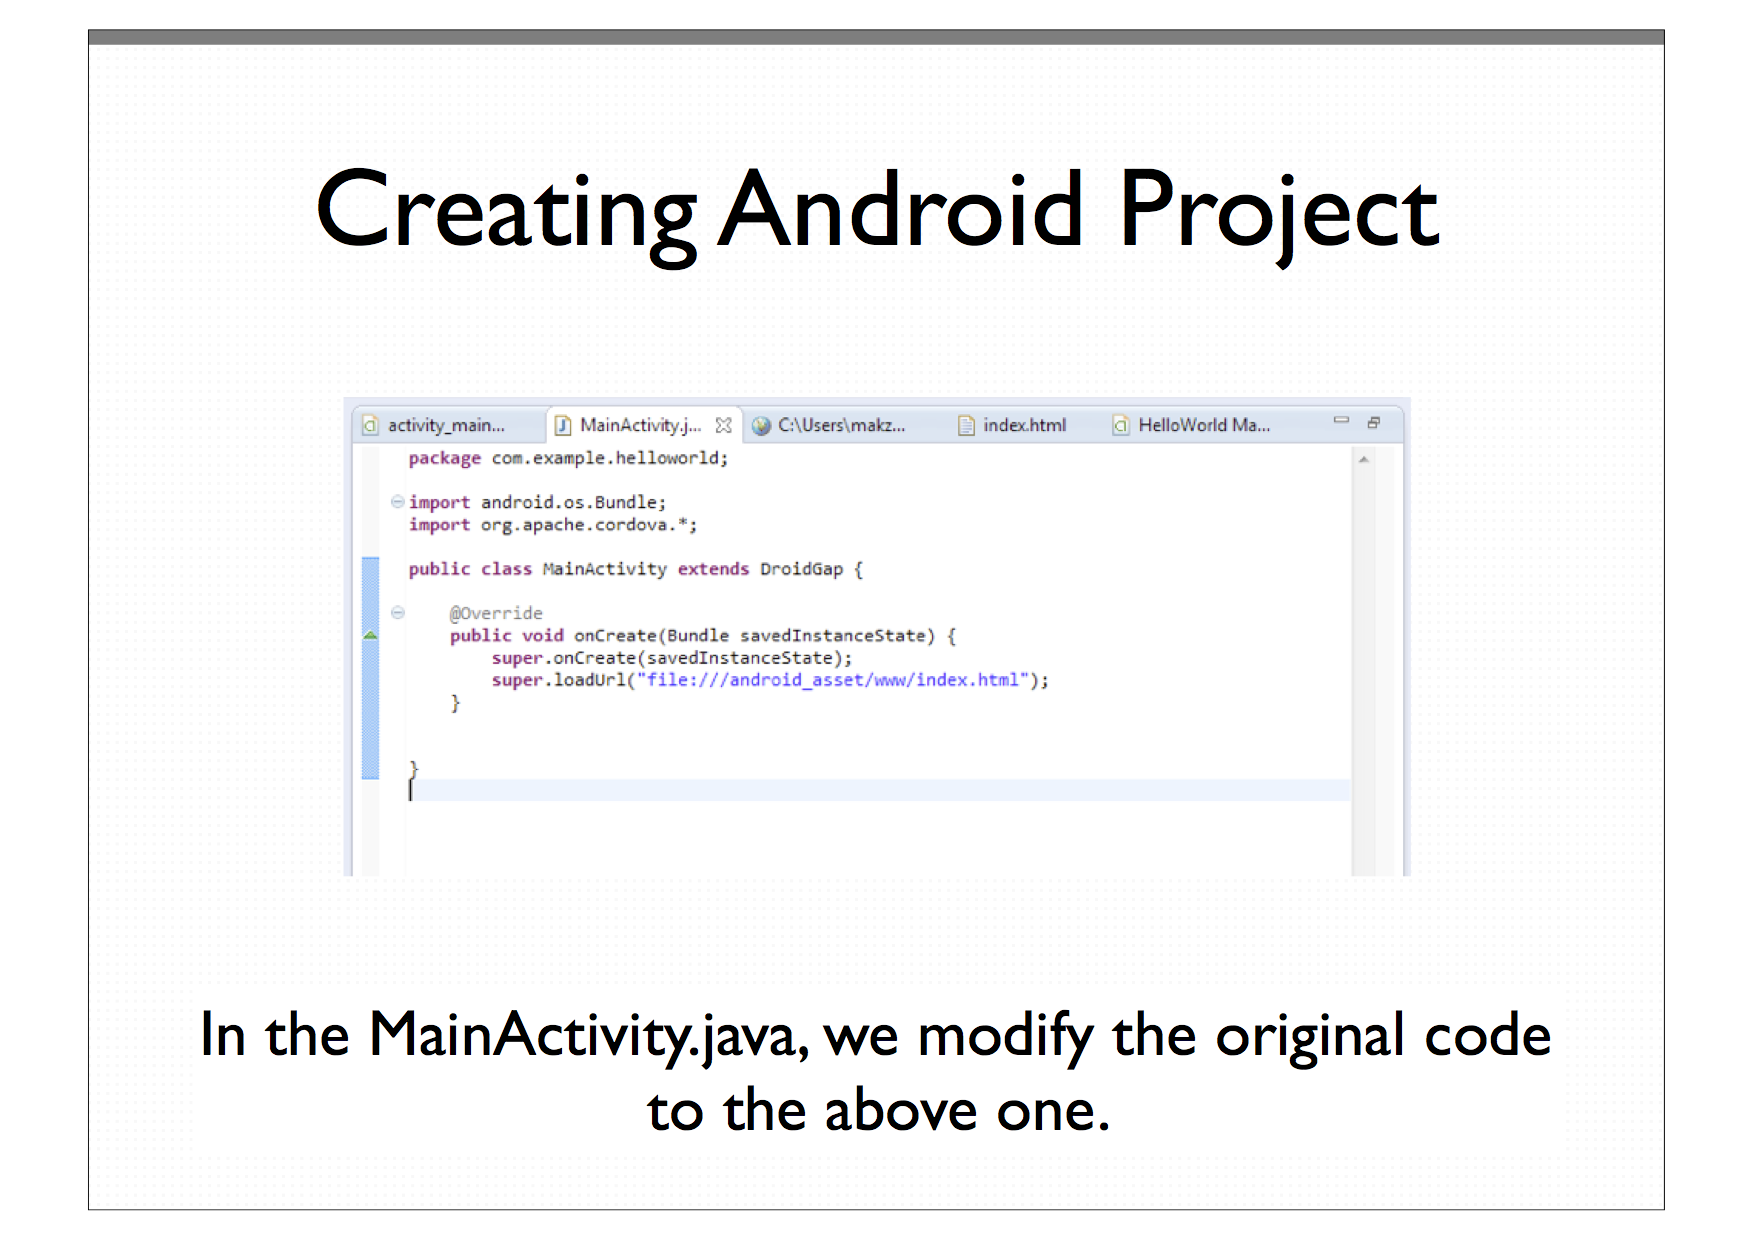 Creating Android Project
activity_main... MainActivity.j... C:\Users\makz... index.html HelloWorld Ma...
package com.example.helloworld;
import android.os.Bundle;
import org.apache.cordova.*;
public class MainActivity extends DroidGap {
@Override
public void onCreate(Bundle savedInstanceState) {
super.onCreate(savedInstanceState);
super.loadUrl("file:///android_asset/www/index.html");
}
}
In the MainActivity.java, we modify the original code
to the above one.